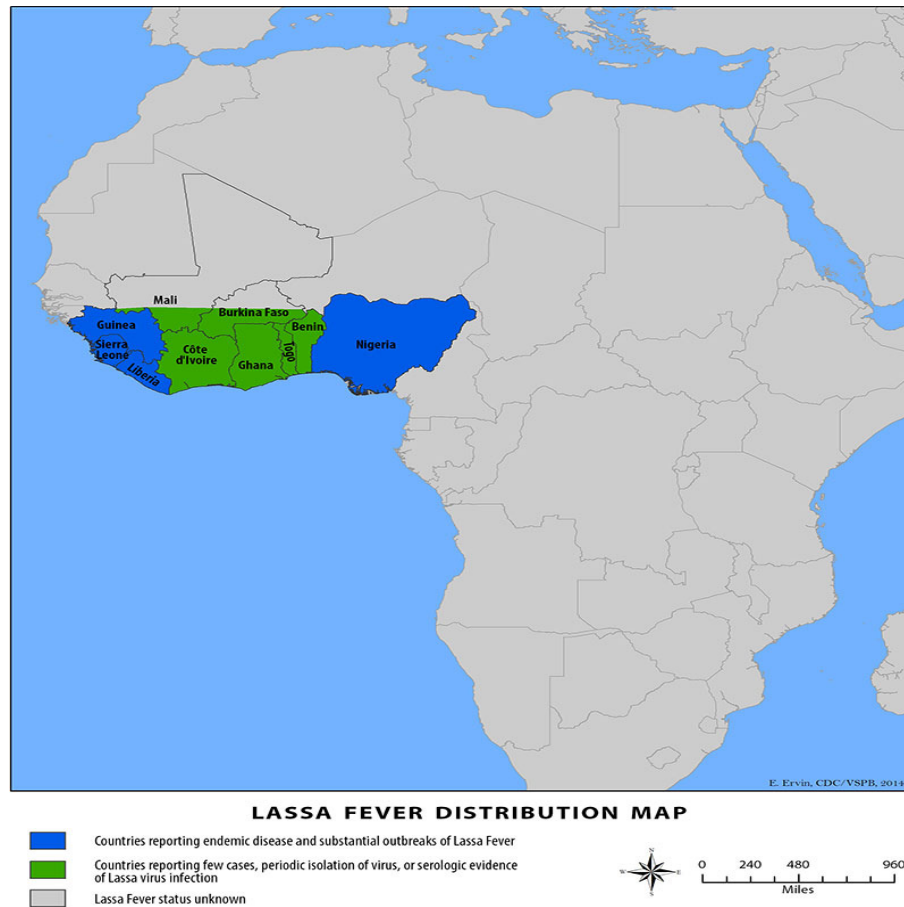 Mali
Burkina Faso
Guinea
Benin
Sierra
Leone
Côte
d'Ivoire
Togo
Nigeria
Ghana
Liberia
E. Ervin, CDC/VSPB, 2014
LASSA FEVER DISTRIBUTION MAP
Countries reporting endemic disease and substantial outbreaks of Lassa Fever
Countries reporting few cases, periodic isolation of virus, or serologic evidence
of Lassa virus infection
Lassa Fever status unknown
N
W E
S
0 240 480 960
Miles